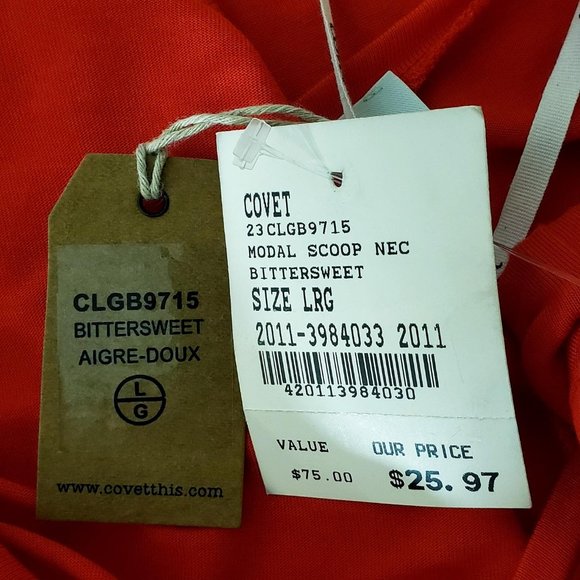 CLGB9715
BITTERSWEET
AIGRE-DOUX
L
G
www.covetthis.com
COVET
23CLGB9715
MODAL SCOOP NEC
BITTERSWEET
SIZE LRG
2011-3984033 2011
420113984030
VALUE OUR PRICE
$75.00 $25.97